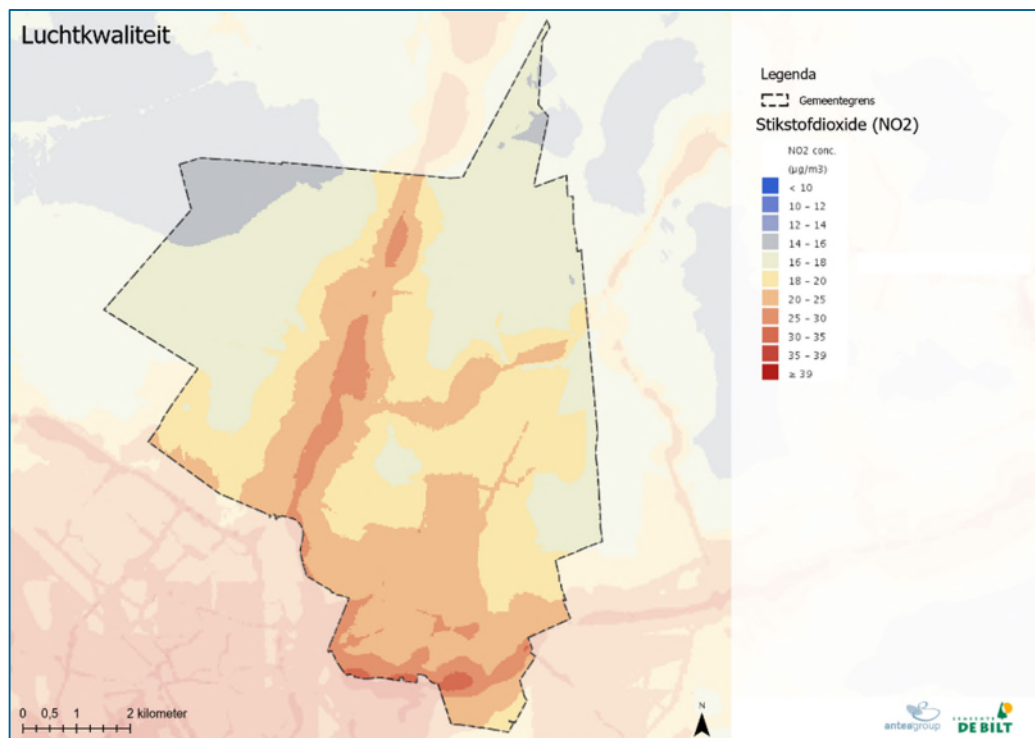 Luchtkwaliteit
Legenda
Gemeentegrens
Stikstofdioxide (NO2)
NO2 conc.
(µg/m3)
< 10
10 – 12
12 – 14
14 – 16
16 – 18
18 – 20
20 – 25
25 – 30
30 – 35
35 – 39
≥ 39
0 0,5 1 2 kilometer
N
anteagroup
GEMEENTE
DE BILT